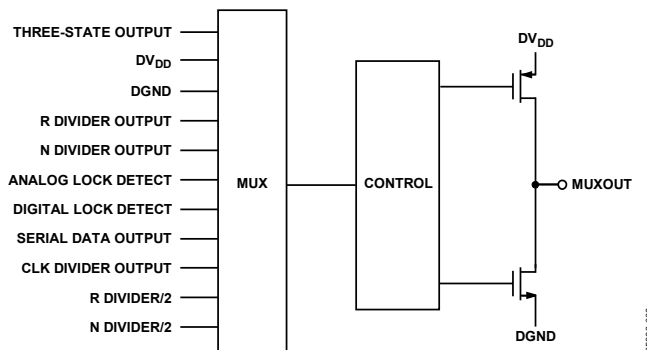 THREE-STATE OUTPUT
DVDD
DGND
R DIVIDER OUTPUT
N DIVIDER OUTPUT
ANALOG LOCK DETECT
DIGITAL LOCK DETECT
SERIAL DATA OUTPUT
CLK DIVIDER OUTPUT
R DIVIDER/2
N DIVIDER/2
MUX
CONTROL
DVDD
MUXOUT
DGND